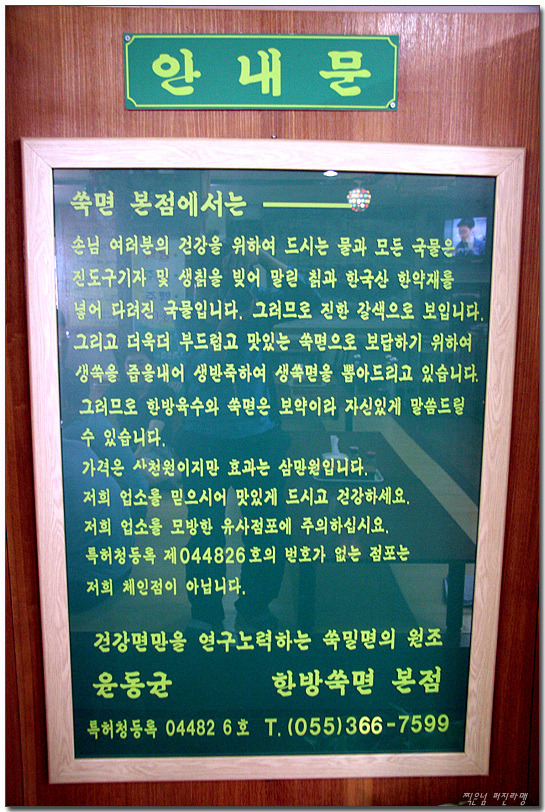 안내문
쑥면 본점에서는
손님 여러분의 건강을 위하여 드시는 물과 모든 국물은
진도구기자 및 생칡을 빚어 말린 칡과 한국산 한약재를
넣어 다려진 국물입니다. 그러므로 진한 갈색으로 보입니다.
그리고 더욱더 부드럽고 맛있는 쑥면으로 보답하기 위하여
생쑥을 즙을내어 생반죽하여 생쑥면을 뽑아드리고 있습니다.
그러므로 한방육수와 쑥면은 보약이라 자신있게 말씀드릴
수 있습니다.
가격은 사천원이지만 효과는 삼만원입니다.
저희 업소를 믿으시어 맛있게 드시고 건강하세요.
저희 업소를 모방한 유사점포에 주의하십시요.
특허청등록 제044826호의 번호가 없는 점포는
저희 체인점이 아닙니다.
건강면만을 연구노력하는 쑥밀면의 원조
윤동균 한방쑥면 본점
특허청등록 04482 6호 T. (055)366-7599
찍은님 퍼진라맹